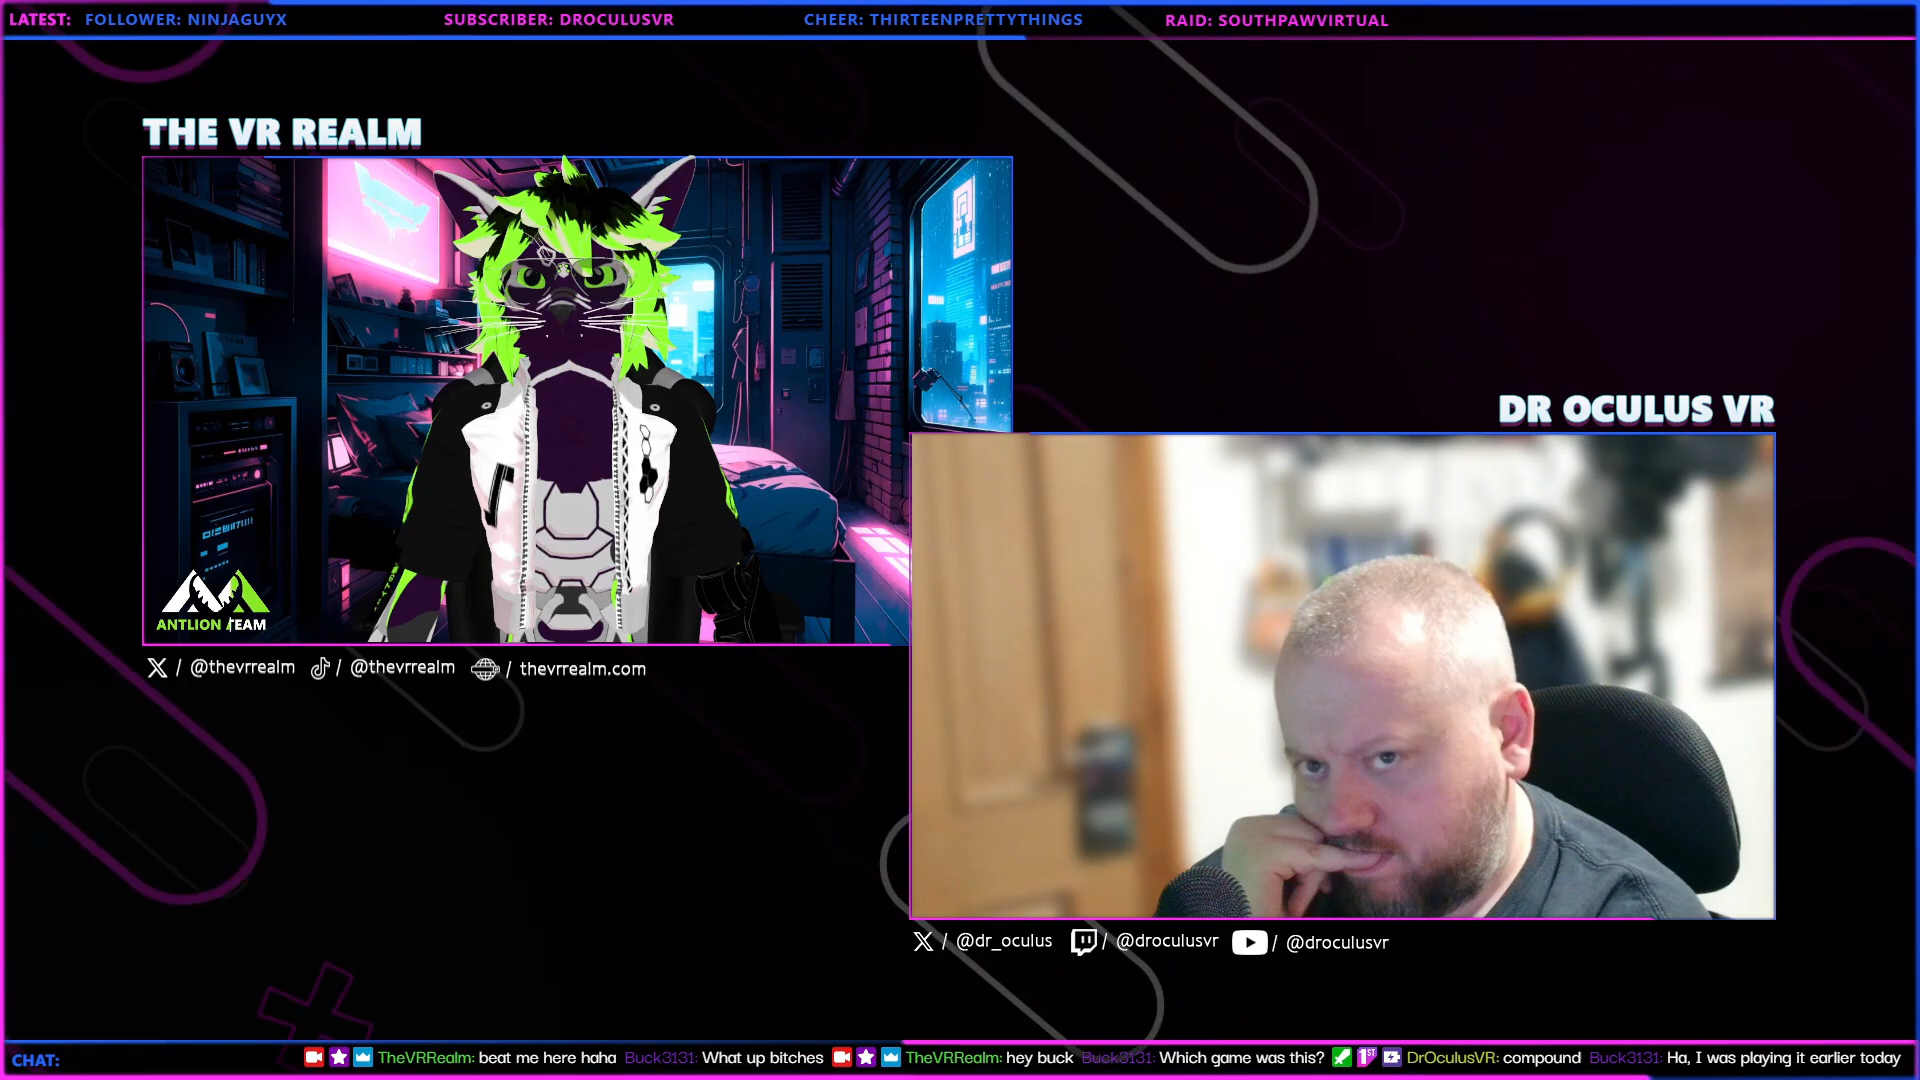 LATEST: FOLLOWER: NINJAGUYX SUBSCRIBER: DROCULUSVR CHEER: THIRTEENPRETTYTHINGS RAID: SOUTHPAWVIRTUAL
THE VR REALM
ANTLION TEAM
/ @thevrrealm / @thevrrealm / thevrrealm.com
DR OCULUS VR
/ @dr_oculus / @droculusvr / @droculusvr
CHAT: TheVRRealm: beat me here haha Buck3131: What up bitches TheVRRealm: hey buck Buck3131: Which game was this? 1ST DrOculusVR: compound Buck3131: Ha, I was playing it earlier today